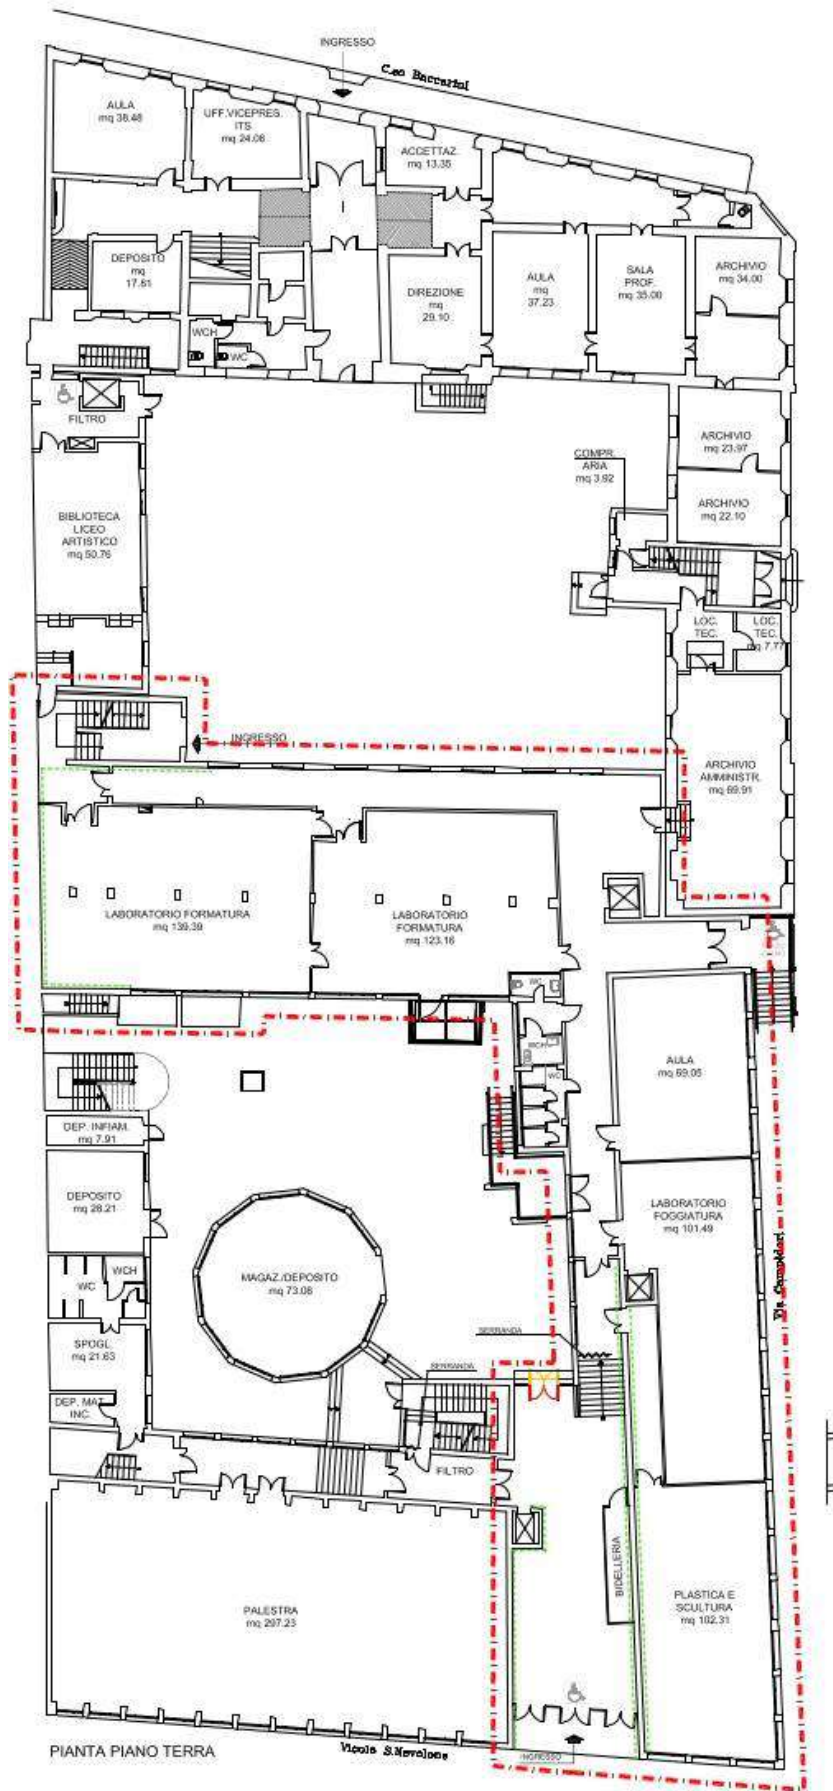 INGRESSO
C.so Baccarini
AULA
mq 38.48
UFF.VICEPRES.
ITS
mq 24.08
ACCETTAZ.
mq 13.35
DEPOSITO
mq
17.61
DIREZIONE
mq
29.10
AULA
mq
37.23
SALA
PROF.
mq 35.00
ARCHIVIO
mq 34.00
WCH
WC
FILTRO
ARCHIVIO
mq 23.97
COMPR.
ARIA
mq 3.92
ARCHIVIO
mq 22.10
BIBLIOTECA
LICEO
ARTISTICO
mq 50.76
LOC.
TEC.
LOC.
TEC.
mq 7.77
INGRESSO
ARCHIVIO
AMMINISTR.
mq 69.91
LABORATORIO FORMATURA
mq 139.39
LABORATORIO
FORMATURA
mq 123.16
WC
WCH
WC
AULA
mq 69.05
DEP. INFIAM.
mq 7.91
DEPOSITO
mq 28.21
LABORATORIO
FOGGIATURA
mq 101.49
WC
WCH
MAGAZ./DEPOSITO
mq 73.08
Via Campidori
SPOGL.
mq 21.63
SERRANDA
SERRANDA
DEP. MAT.
INC.
FILTRO
BIDELLERIA
PALESTRA
mq 297.23
PLASTICA E
SCULTURA
mq 102.31
PIANTA PIANO TERRA
Vicolo S.Nevolone
INGRESSO